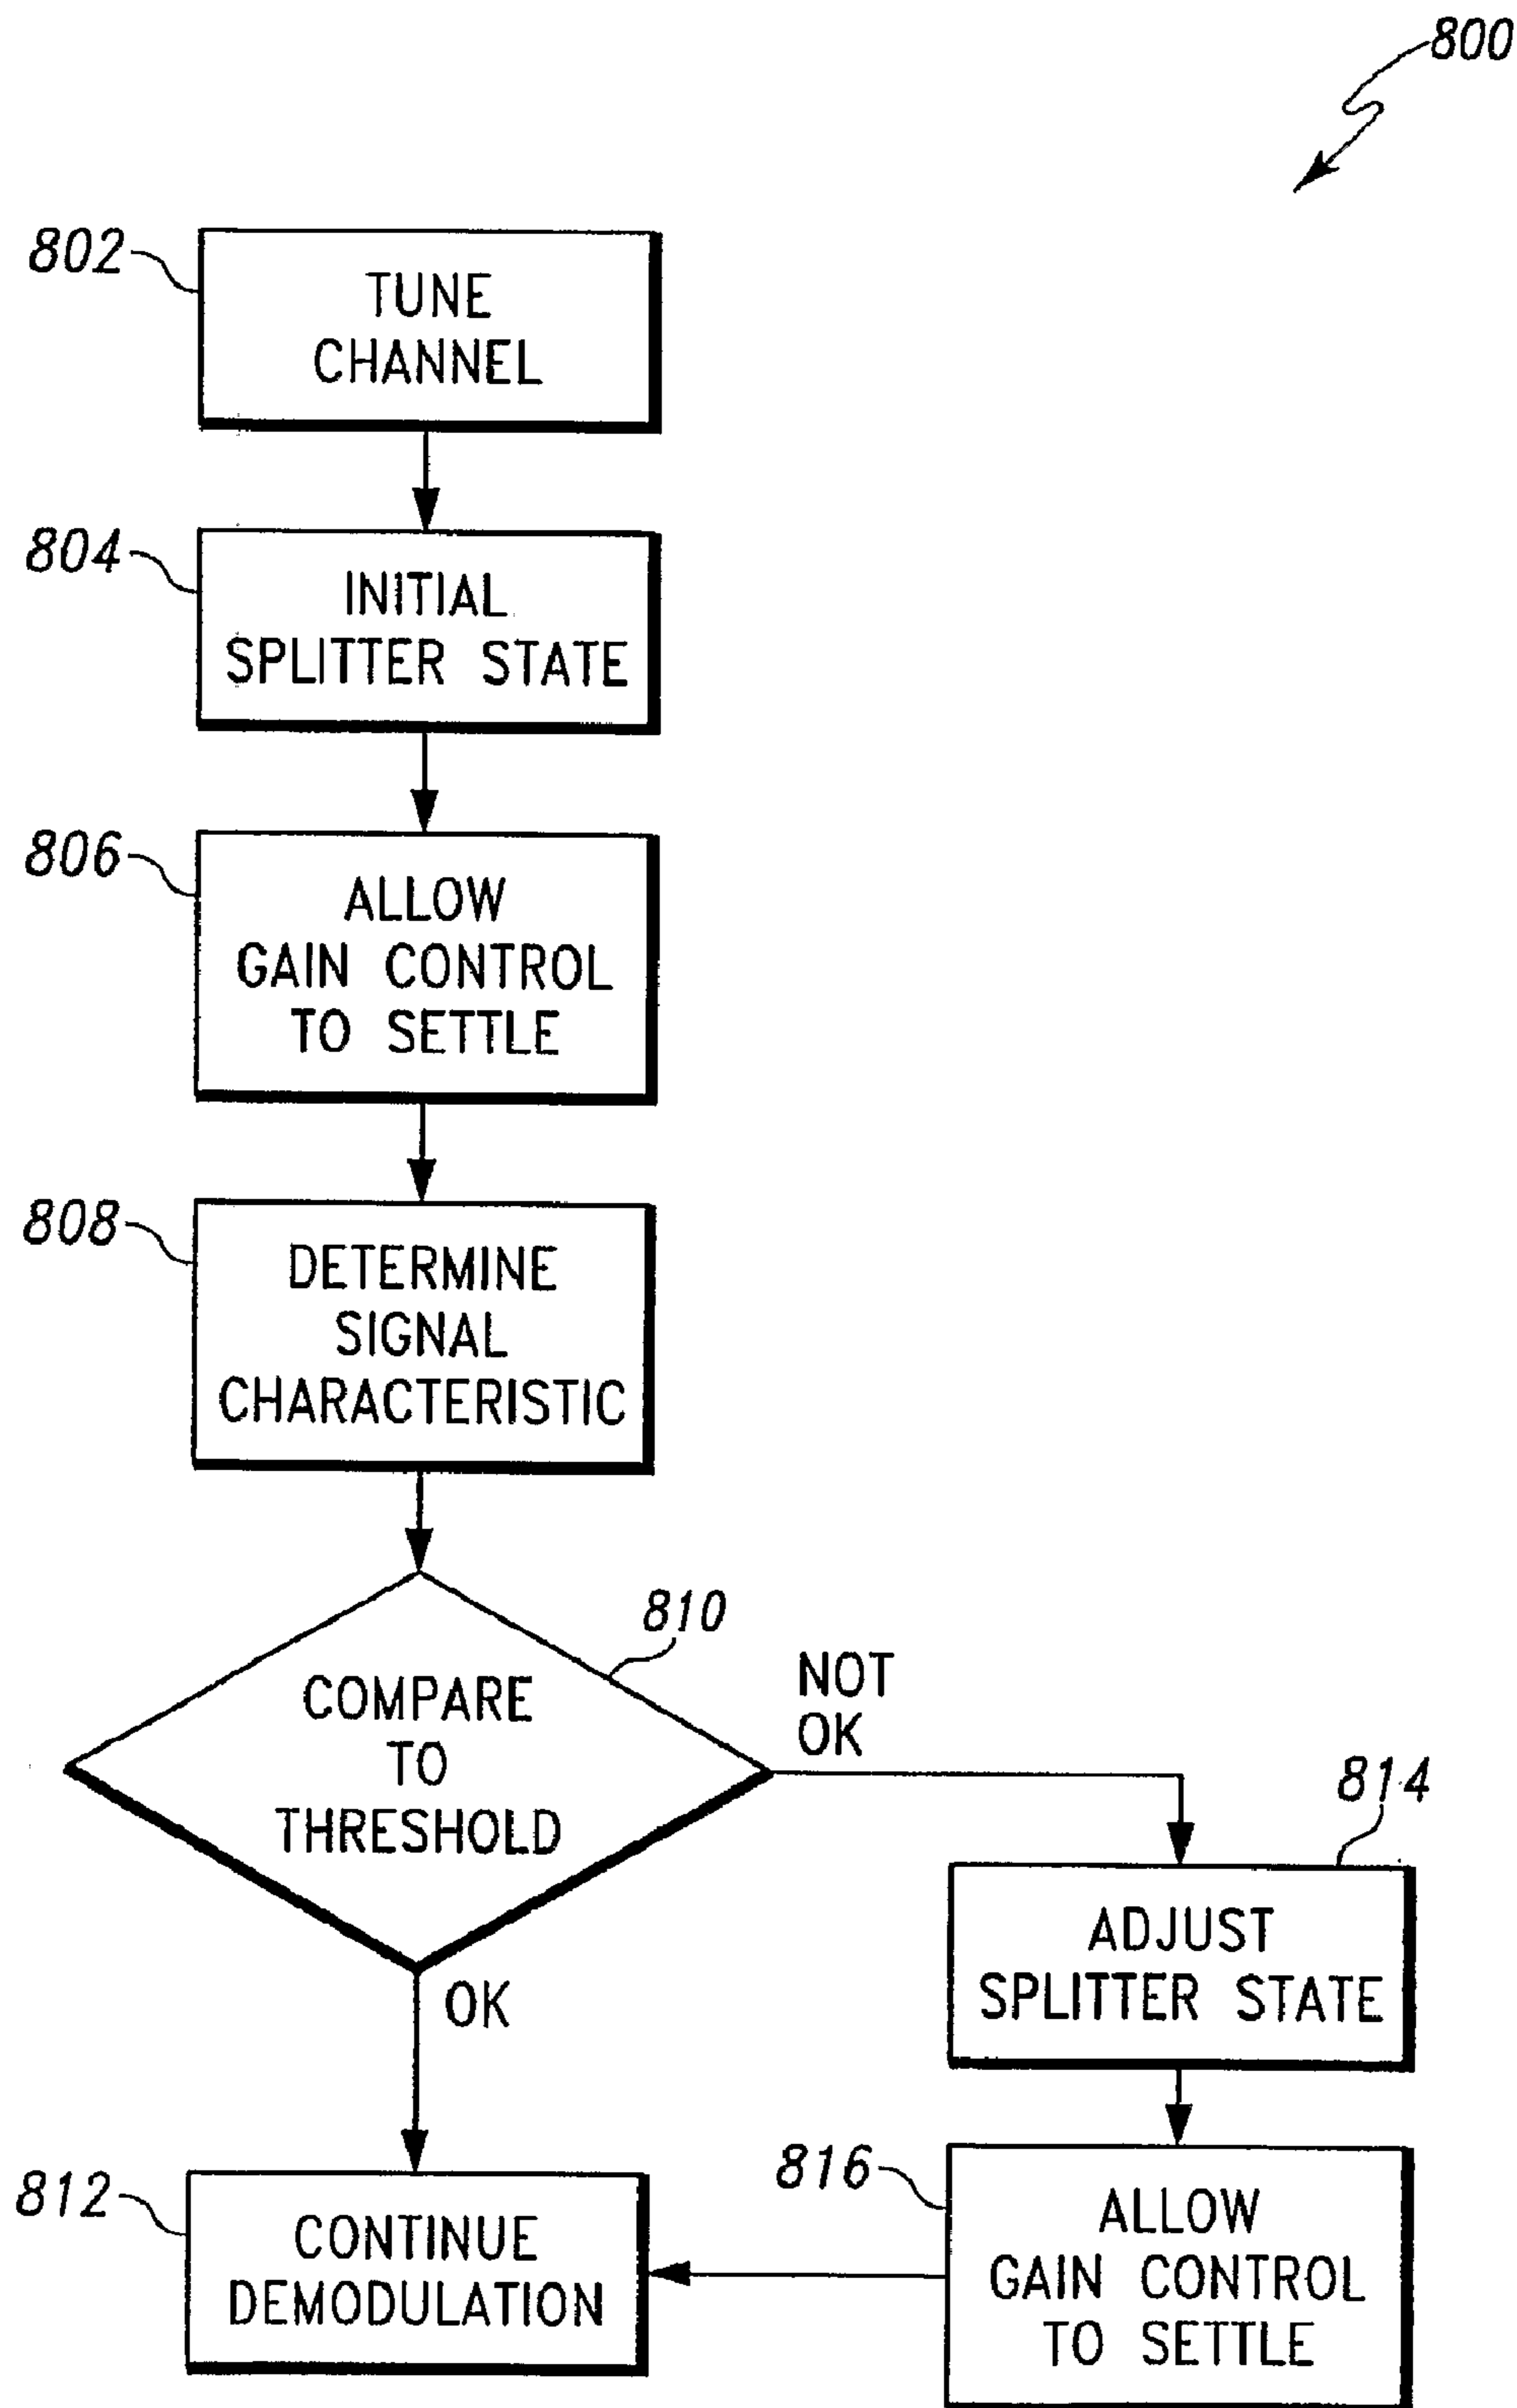 800
802
TUNE
CHANNEL
804
INITIAL
SPLITTER STATE
806
ALLOW
GAIN CONTROL
TO SETTLE
808
DETERMINE
SIGNAL
CHARACTERISTIC
810
COMPARE
TO
THRESHOLD
NOT
OK
OK
814
ADJUST
SPLITTER STATE
816
ALLOW
GAIN CONTROL
TO SETTLE
812
CONTINUE
DEMODULATION